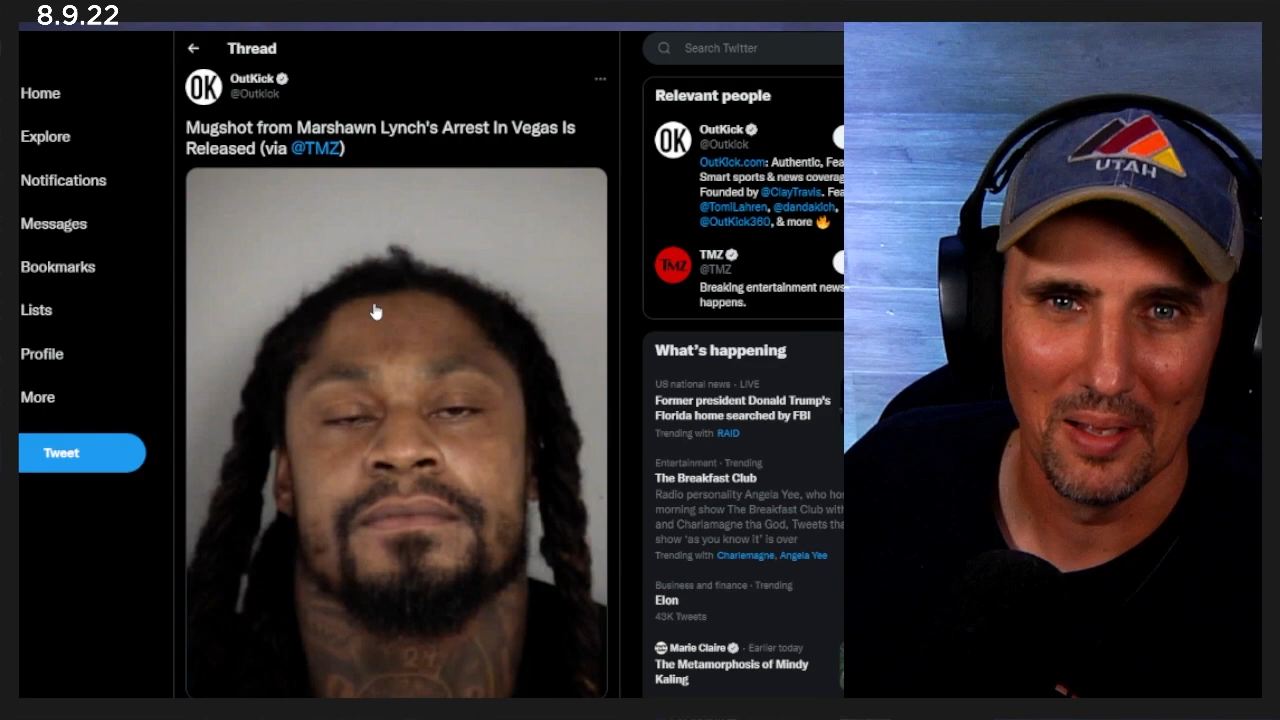 8.9.22
Home
Explore
Notifications
Messages
Bookmarks
Lists
Profile
More
Tweet
Thread
OK
OutKick
@Outkick
Mugshot from Marshawn Lynch's Arrest In Vegas Is
Released (via @TMZ)
24
Search Twitter
Relevant people
OK
OutKick
@Outkick
OutKick.com: Authentic, Fea
Smart sports & news coverag
Founded by @ClayTravis. Fea
@TomiLahren, @dandakich,
@OutKick360, & more 🔥
TMZ
TMZ
@TMZ
Breaking entertainment news
happens.
What's happening
US national news · LIVE
Former president Donald Trump's
Florida home searched by FBI
Trending with RAID
Entertainment · Trending
The Breakfast Club
Radio personality Angela Yee, who ho
morning show The Breakfast Club with
and Charlamagne tha God, Tweets tha
show 'as you know it' is over
Trending with Charlemagne, Angela Yee
Business and finance · Trending
Elon
43K Tweets
Marie Claire · Earlier today
The Metamorphosis of Mindy
Kaling
UTAH